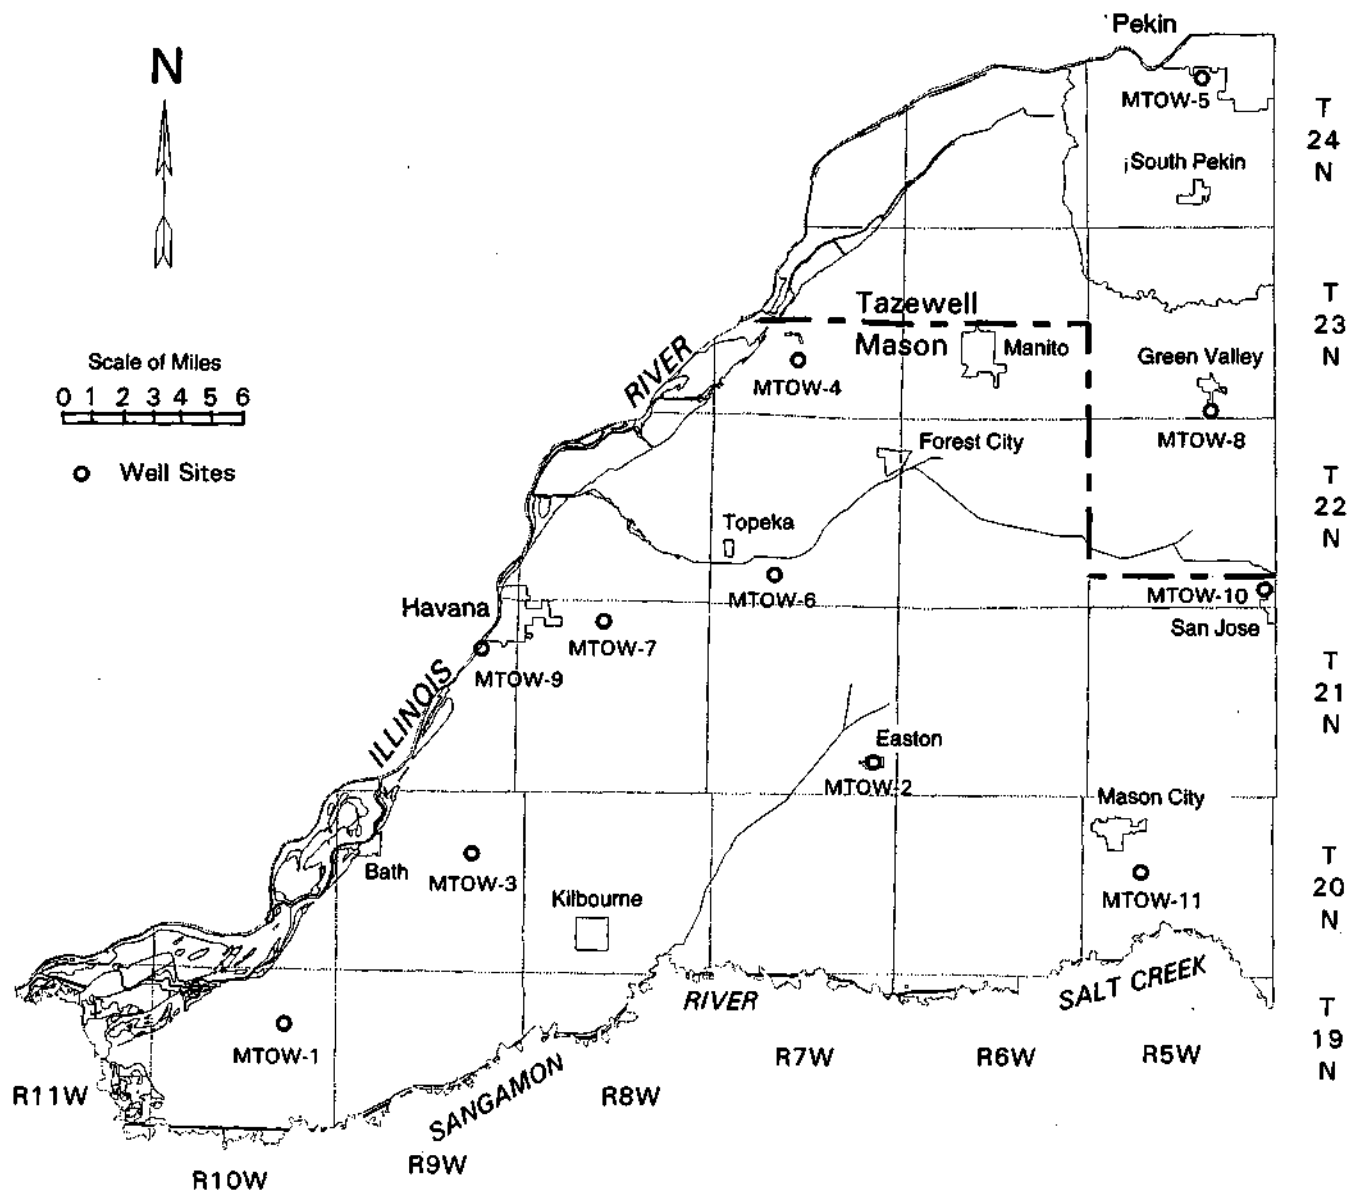 Pekin
N
MTOW-5
T
24
N
South Pekin
Tazewell
Mason
Manito
T
23
N
Scale of Miles
0 1 2 3 4 5 6
RIVER
MTOW-4
Green Valley
MTOW-8
Well Sites
Forest City
T
22
N
Topeka
MTOW-6
MTOW-10
San Jose
Havana
MTOW-7
MTOW-9
T
21
N
ILLINOIS
Easton
MTOW-2
Mason City
Bath
MTOW-3
MTOW-11
T
20
N
Kilbourne
RIVER
SALT CREEK
T
19
N
MTOW-1
R7W
R6W
R5W
R11W
SANGAMON
R8W
R9W
R10W